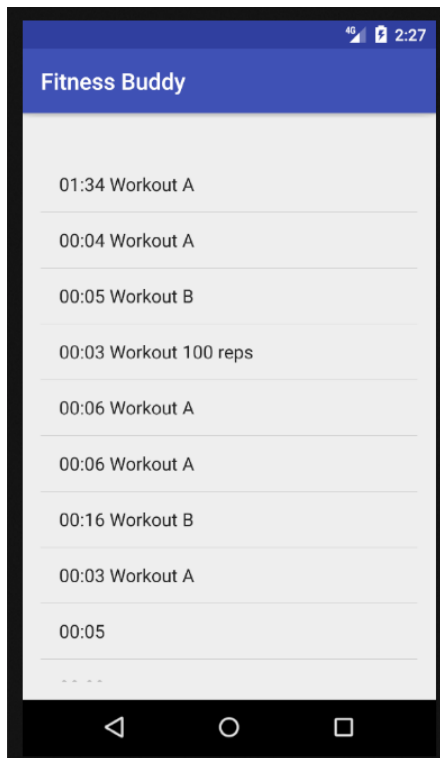 4G 2:27
Fitness Buddy
01:34 Workout A
00:04 Workout A
00:05 Workout B
00:03 Workout 100 reps
00:06 Workout A
00:06 Workout A
00:16 Workout B
00:03 Workout A
00:05